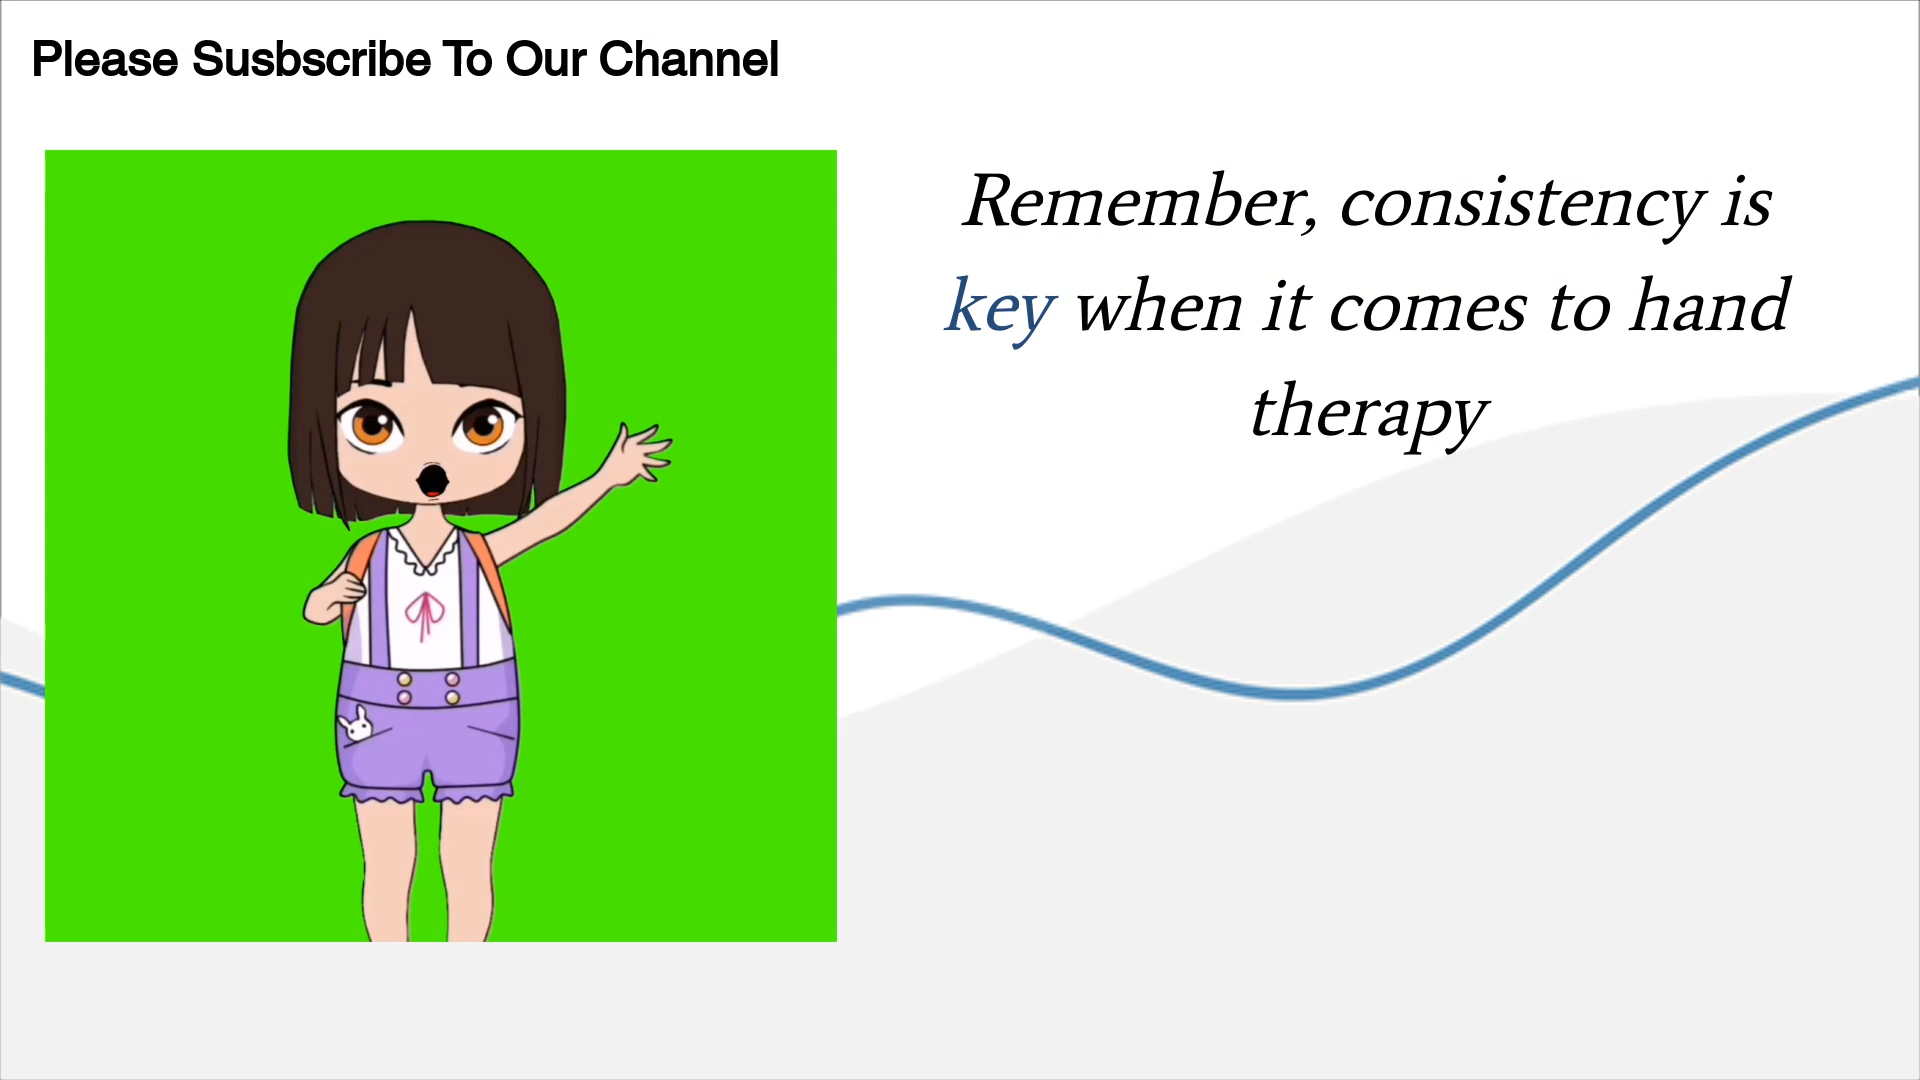 Please Susbscribe To Our Channel
Remember, consistency is
key when it comes to hand
therapy